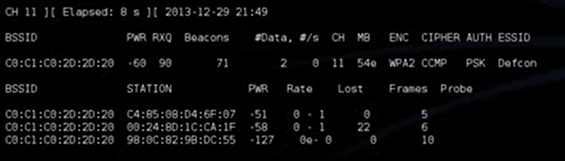 CH 11 ][ Elapsed: 8 s ][ 2013-12-29 21:49
BSSID PWR RXQ Beacons #Data, #/s CH MB ENC CIPHER AUTH ESSID
C0:C1:C0:2D:2D:20 -60 90 71 2 0 11 54e WPA2 CCMP PSK Defcon
BSSID STATION PWR Rate Lost Frames Probe
C0:C1:C0:2D:2D:20 C4:85:08:D4:6F:07 -51 0 - 1 0 5
C0:C1:C0:2D:2D:20 00:24:8D:1C:CA:1F -58 0 - 1 22 6
C0:C1:C0:2D:2D:20 98:0C:82:9B:DC:55 -127 0e- 0 0 10